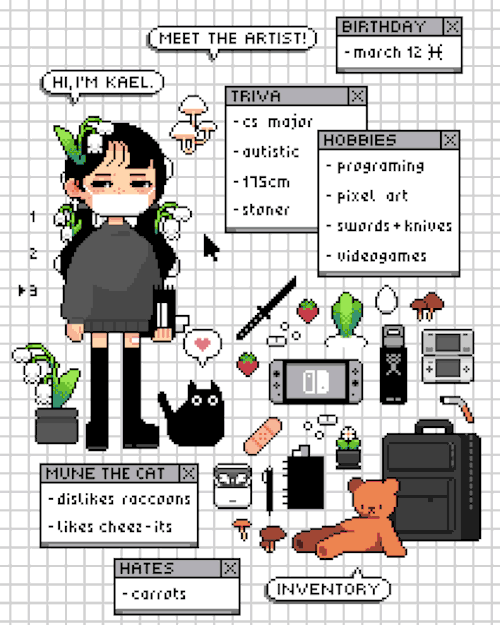 MEET THE ARTIST!
BIRTHDAY
-march 12 ♓
HI, I'M KAEL.
TRIVA
-cs major
-autistic
-175cm
-stoner
HOBBIES
- programing
- pixel art
- swords+knives
- videogames
1
2
3
MUNE THE CAT
-dislikes raccoons
-likes cheez-its
HATES
-carrots
INVENTORY